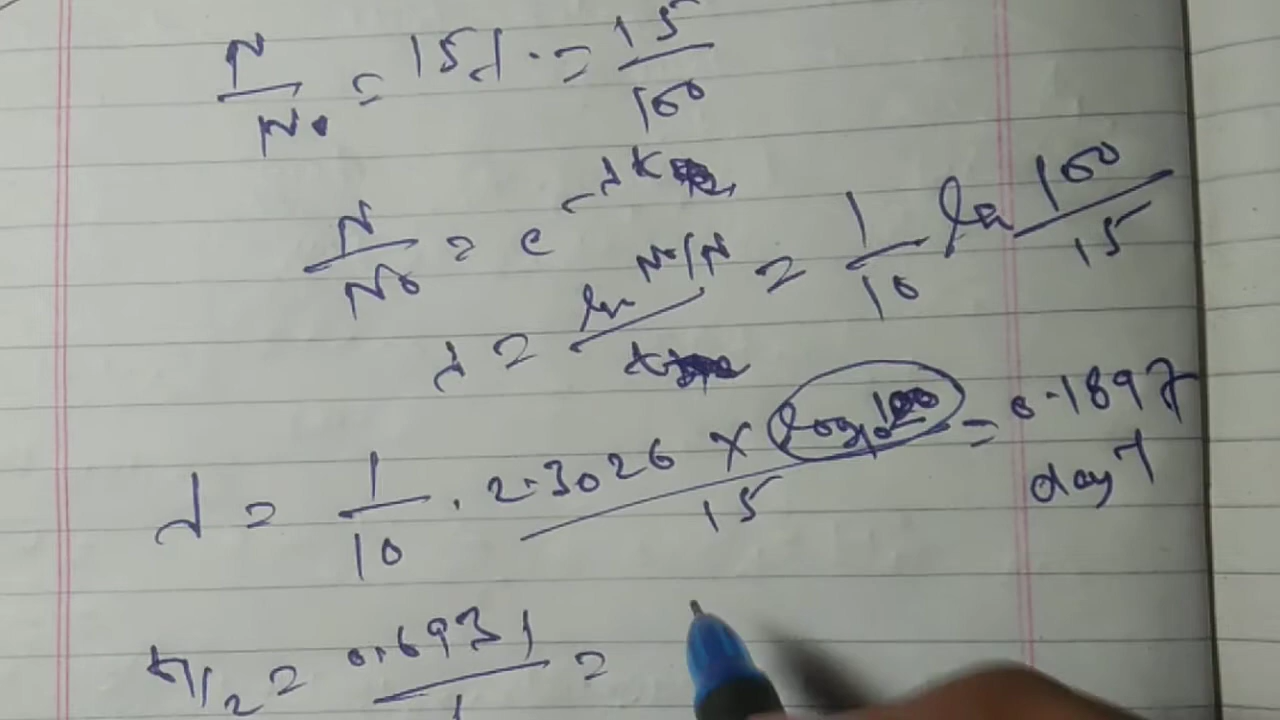 N/N₀ = 15% = 15/100
N/N₀ = e^(-λt)
λ = ln N₀/N / t = 1/10 ln 100/15
λ = 1/10 . 2.3026 × log₁₀ 100 / 15 = 0.1897 day⁻¹
t1/2 = 0.6931 / λ =